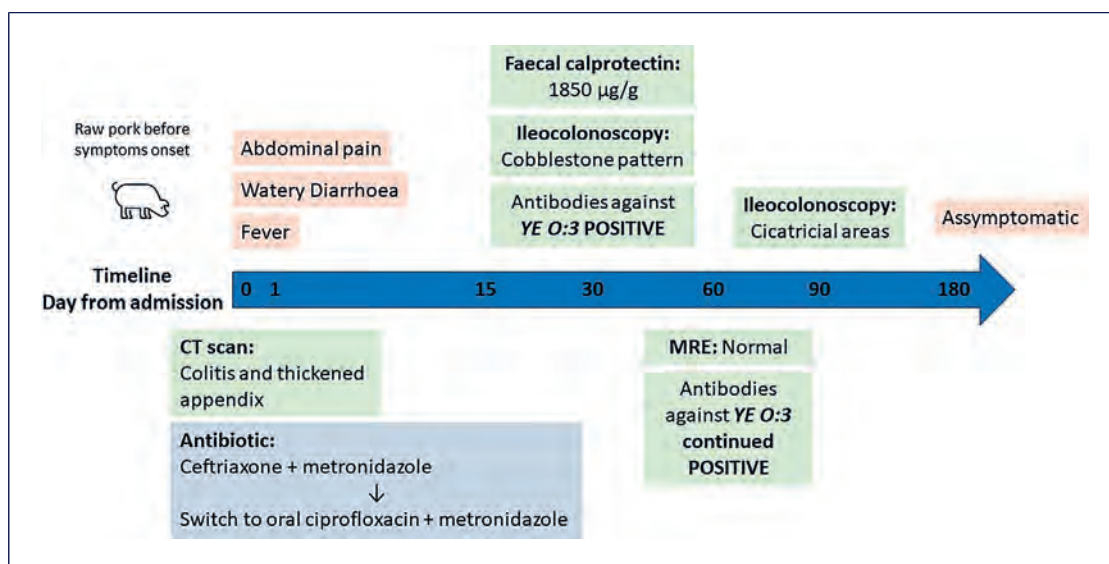 Faecal calprotectin:
1850 µg/g
Raw pork before
symptoms onset
Abdominal pain
Ileocolonoscopy:
Cobblestone pattern
Watery Diarrhoea
Antibodies against
YE O:3 POSITIVE
Ileocolonoscopy:
Cicatricial areas
Assymptomatic
Fever
Timeline
Day from admission
0 1 15 30 60 90 180
CT scan:
Colitis and thickened
appendix
MRE: Normal
Antibodies
against YE O:3
continued
POSITIVE
Antibiotic:
Ceftriaxone + metronidazole
↓
Switch to oral ciprofloxacin + metronidazole